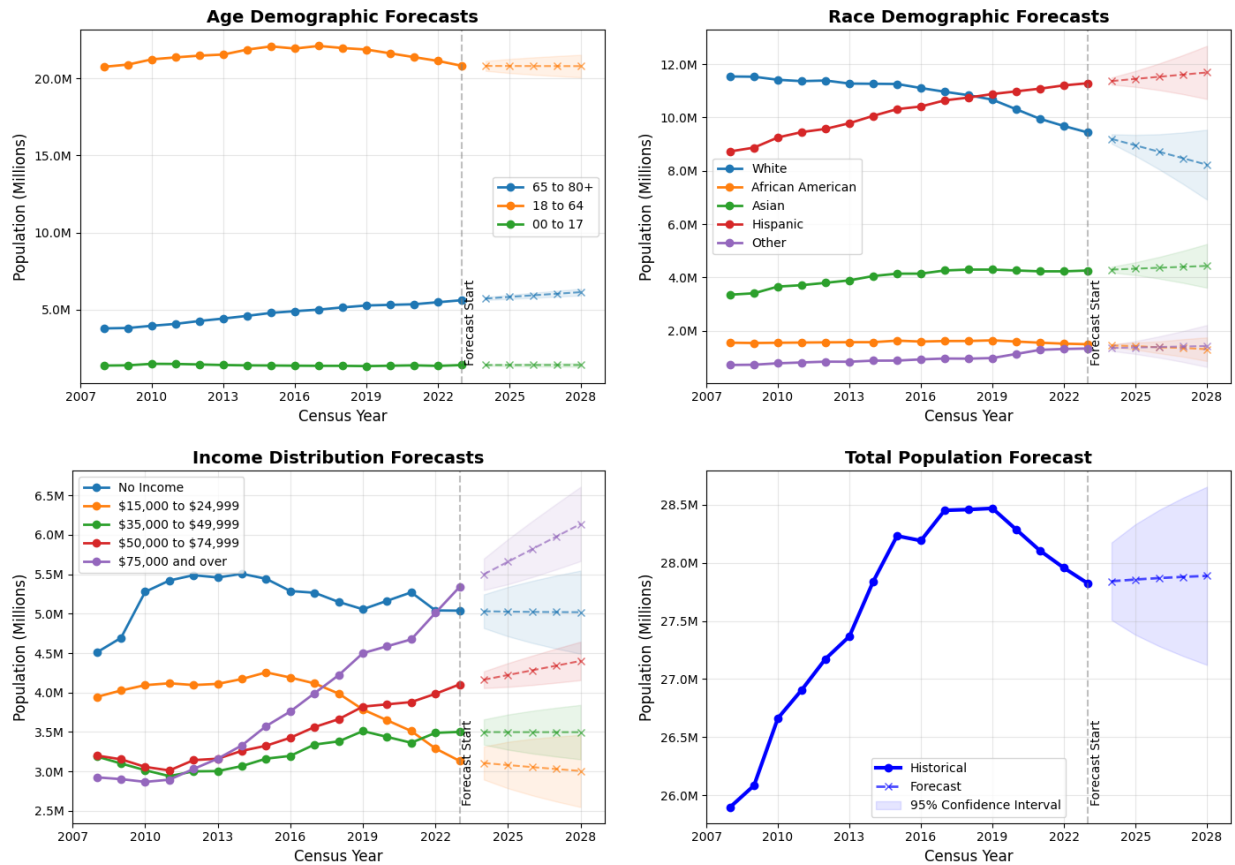 Age Demographic Forecasts
Population (Millions)
20.0M
15.0M
10.0M
5.0M
65 to 80+
18 to 64
00 to 17
Forecast Start
2007
2010
2013
2016
2019
2022
2025
2028
Census Year
Race Demographic Forecasts
Population (Millions)
12.0M
10.0M
8.0M
6.0M
4.0M
2.0M
White
African American
Asian
Hispanic
Other
Forecast Start
2007
2010
2013
2016
2019
2022
2025
2028
Census Year
Income Distribution Forecasts
Population (Millions)
6.5M
6.0M
5.5M
5.0M
4.5M
4.0M
3.5M
3.0M
2.5M
No Income
$15,000 to $24,999
$35,000 to $49,999
$50,000 to $74,999
$75,000 and over
Forecast Start
2007
2010
2013
2016
2019
2022
2025
2028
Census Year
Total Population Forecast
Population (Millions)
28.5M
28.0M
27.5M
27.0M
26.5M
26.0M
Historical
Forecast
95% Confidence Interval
Forecast Start
2007
2010
2013
2016
2019
2022
2025
2028
Census Year